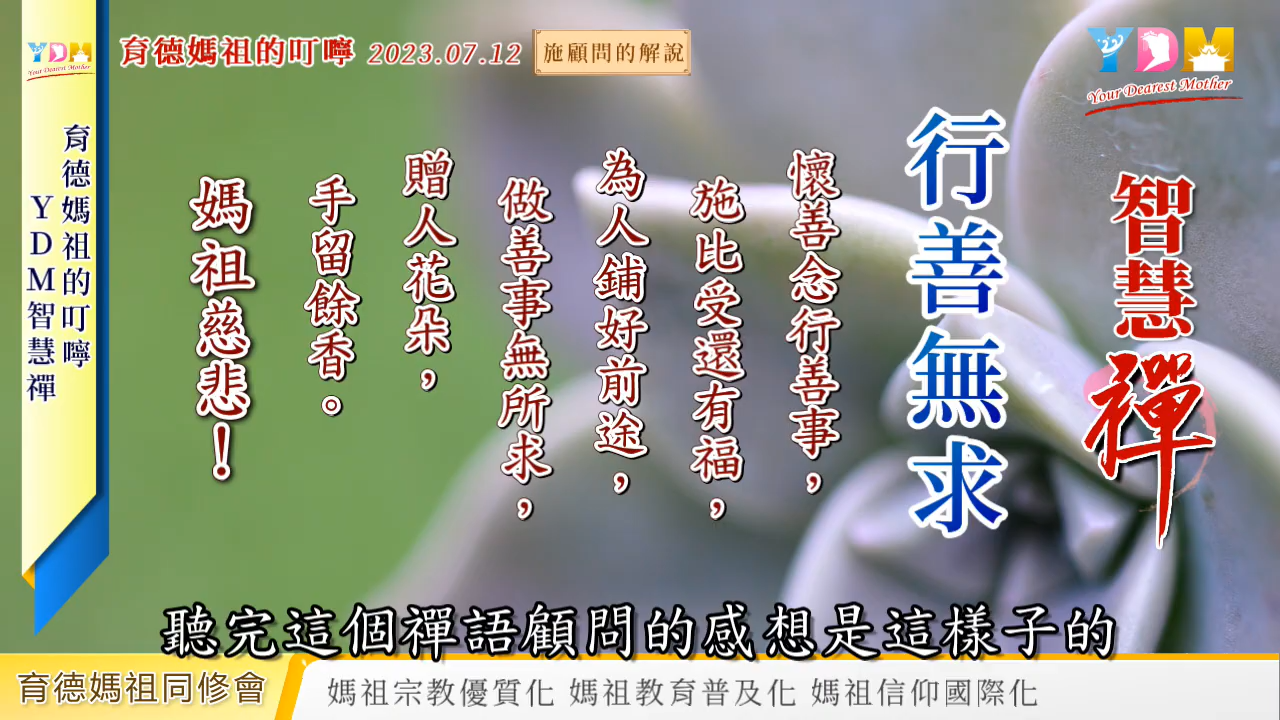 育德媽祖的叮嚀 2023.07.12 施顧問的解說
YDM
Your Dearest Mother
YDM
Your Dearest Mother
育德媽祖的叮嚀
YDM智慧禪
智慧禪
行善無求
懷善念行善事，
施比受還有福，
為人鋪好前途，
做善事無所求，
贈人花朵，
手留餘香。
媽祖慈悲！
聽完這個禪語顧問的感想是這樣子的
育德媽祖同修會
媽祖宗教優質化 媽祖教育普及化 媽祖信仰國際化